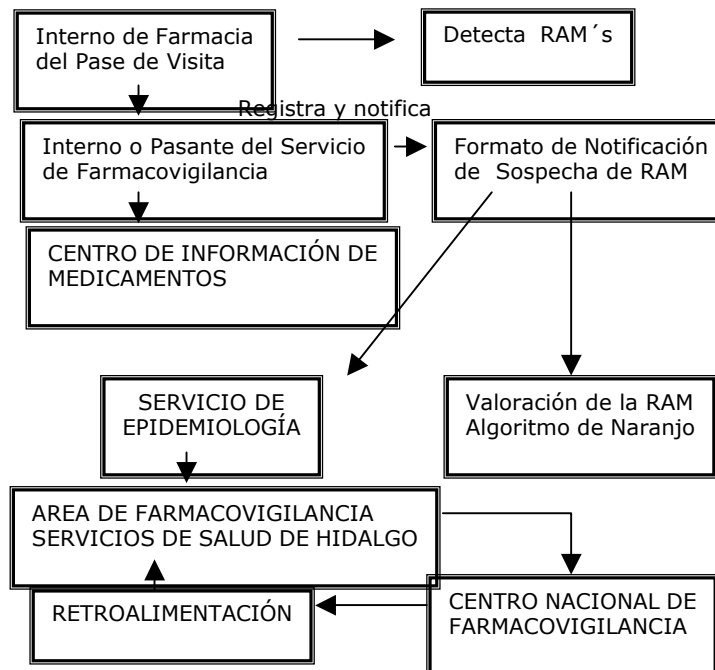 Interno de Farmacia
del Pase de Visita
Detecta RAM´s
Registra y notifica
Interno o Pasante del Servicio
de Farmacovigilancia
Formato de Notificación
de Sospecha de RAM
CENTRO DE INFORMACIÓN DE
MEDICAMENTOS
SERVICIO DE
EPIDEMIOLOGÍA
Valoración de la RAM
Algoritmo de Naranjo
AREA DE FARMACOVIGILANCIA
SERVICIOS DE SALUD DE HIDALGO
RETROALIMENTACIÓN
CENTRO NACIONAL DE
FARMACOVIGILANCIA